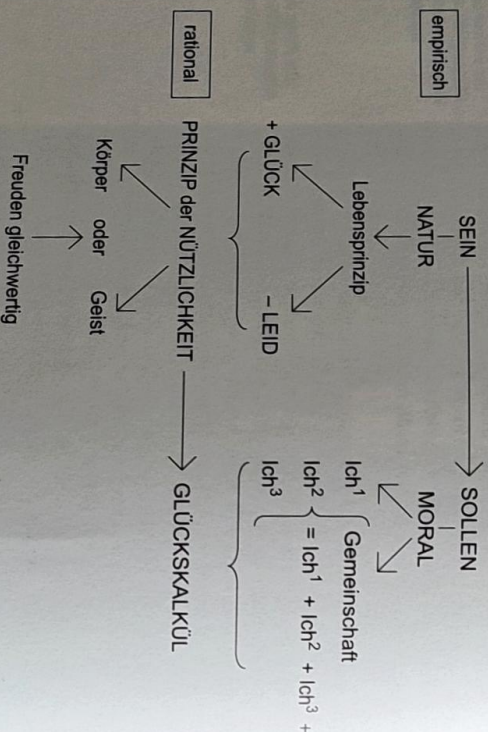 empirisch
SEIN SOLLEN
NATUR MORAL
Lebensprinzip
Ich¹ Gemeinschaft
Ich² = Ich¹ + Ich² + Ich³ +
Ich³
+ GLÜCK – LEID
rational
PRINZIP der NÜTZLICHKEIT GLÜCKSKALKÜL
Körper oder Geist
Freuden gleichwertig